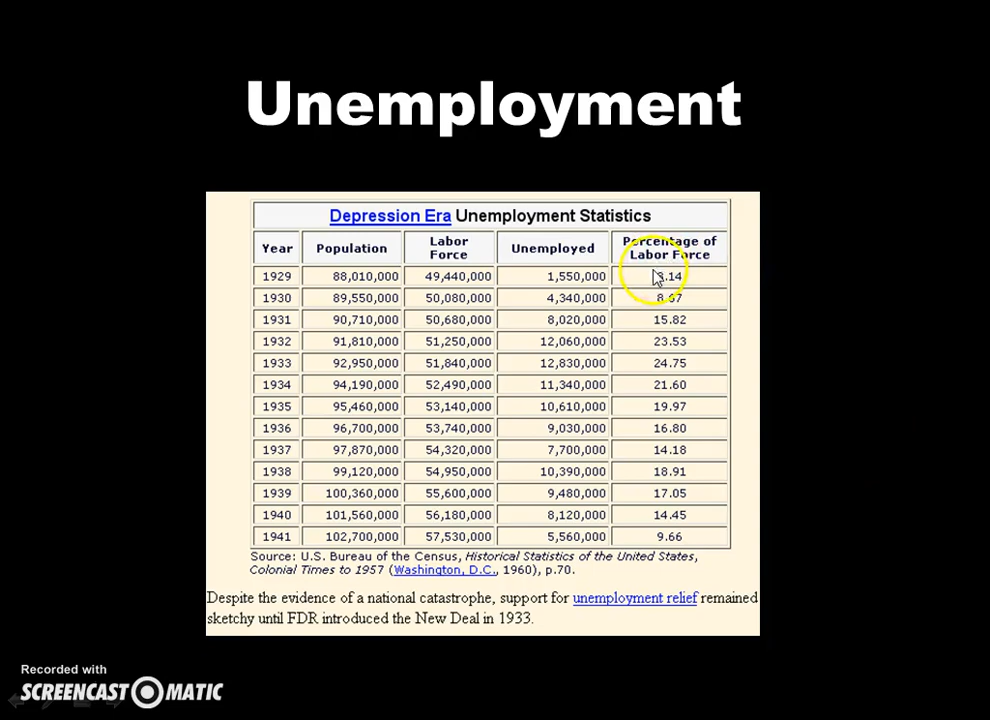 Unemployment
Depression Era Unemployment Statistics
Year Population Labor Force Unemployed Percentage of Labor Force
1929 88,010,000 49,440,000 1,550,000 3.14
1930 89,550,000 50,080,000 4,340,000 8.67
1931 90,710,000 50,680,000 8,020,000 15.82
1932 91,810,000 51,250,000 12,060,000 23.53
1933 92,950,000 51,840,000 12,830,000 24.75
1934 94,190,000 52,490,000 11,340,000 21.60
1935 95,460,000 53,140,000 10,610,000 19.97
1936 96,700,000 53,740,000 9,030,000 16.80
1937 97,870,000 54,320,000 7,700,000 14.18
1938 99,120,000 54,950,000 10,390,000 18.91
1939 100,360,000 55,600,000 9,480,000 17.05
1940 101,560,000 56,180,000 8,120,000 14.45
1941 102,700,000 57,530,000 5,560,000 9.66
Source: U.S. Bureau of the Census, Historical Statistics of the United States,
Colonial Times to 1957 (Washington, D.C., 1960), p.70.
Despite the evidence of a national catastrophe, support for unemployment relief remained
sketchy until FDR introduced the New Deal in 1933.
Recorded with
SCREENCAST MATIC